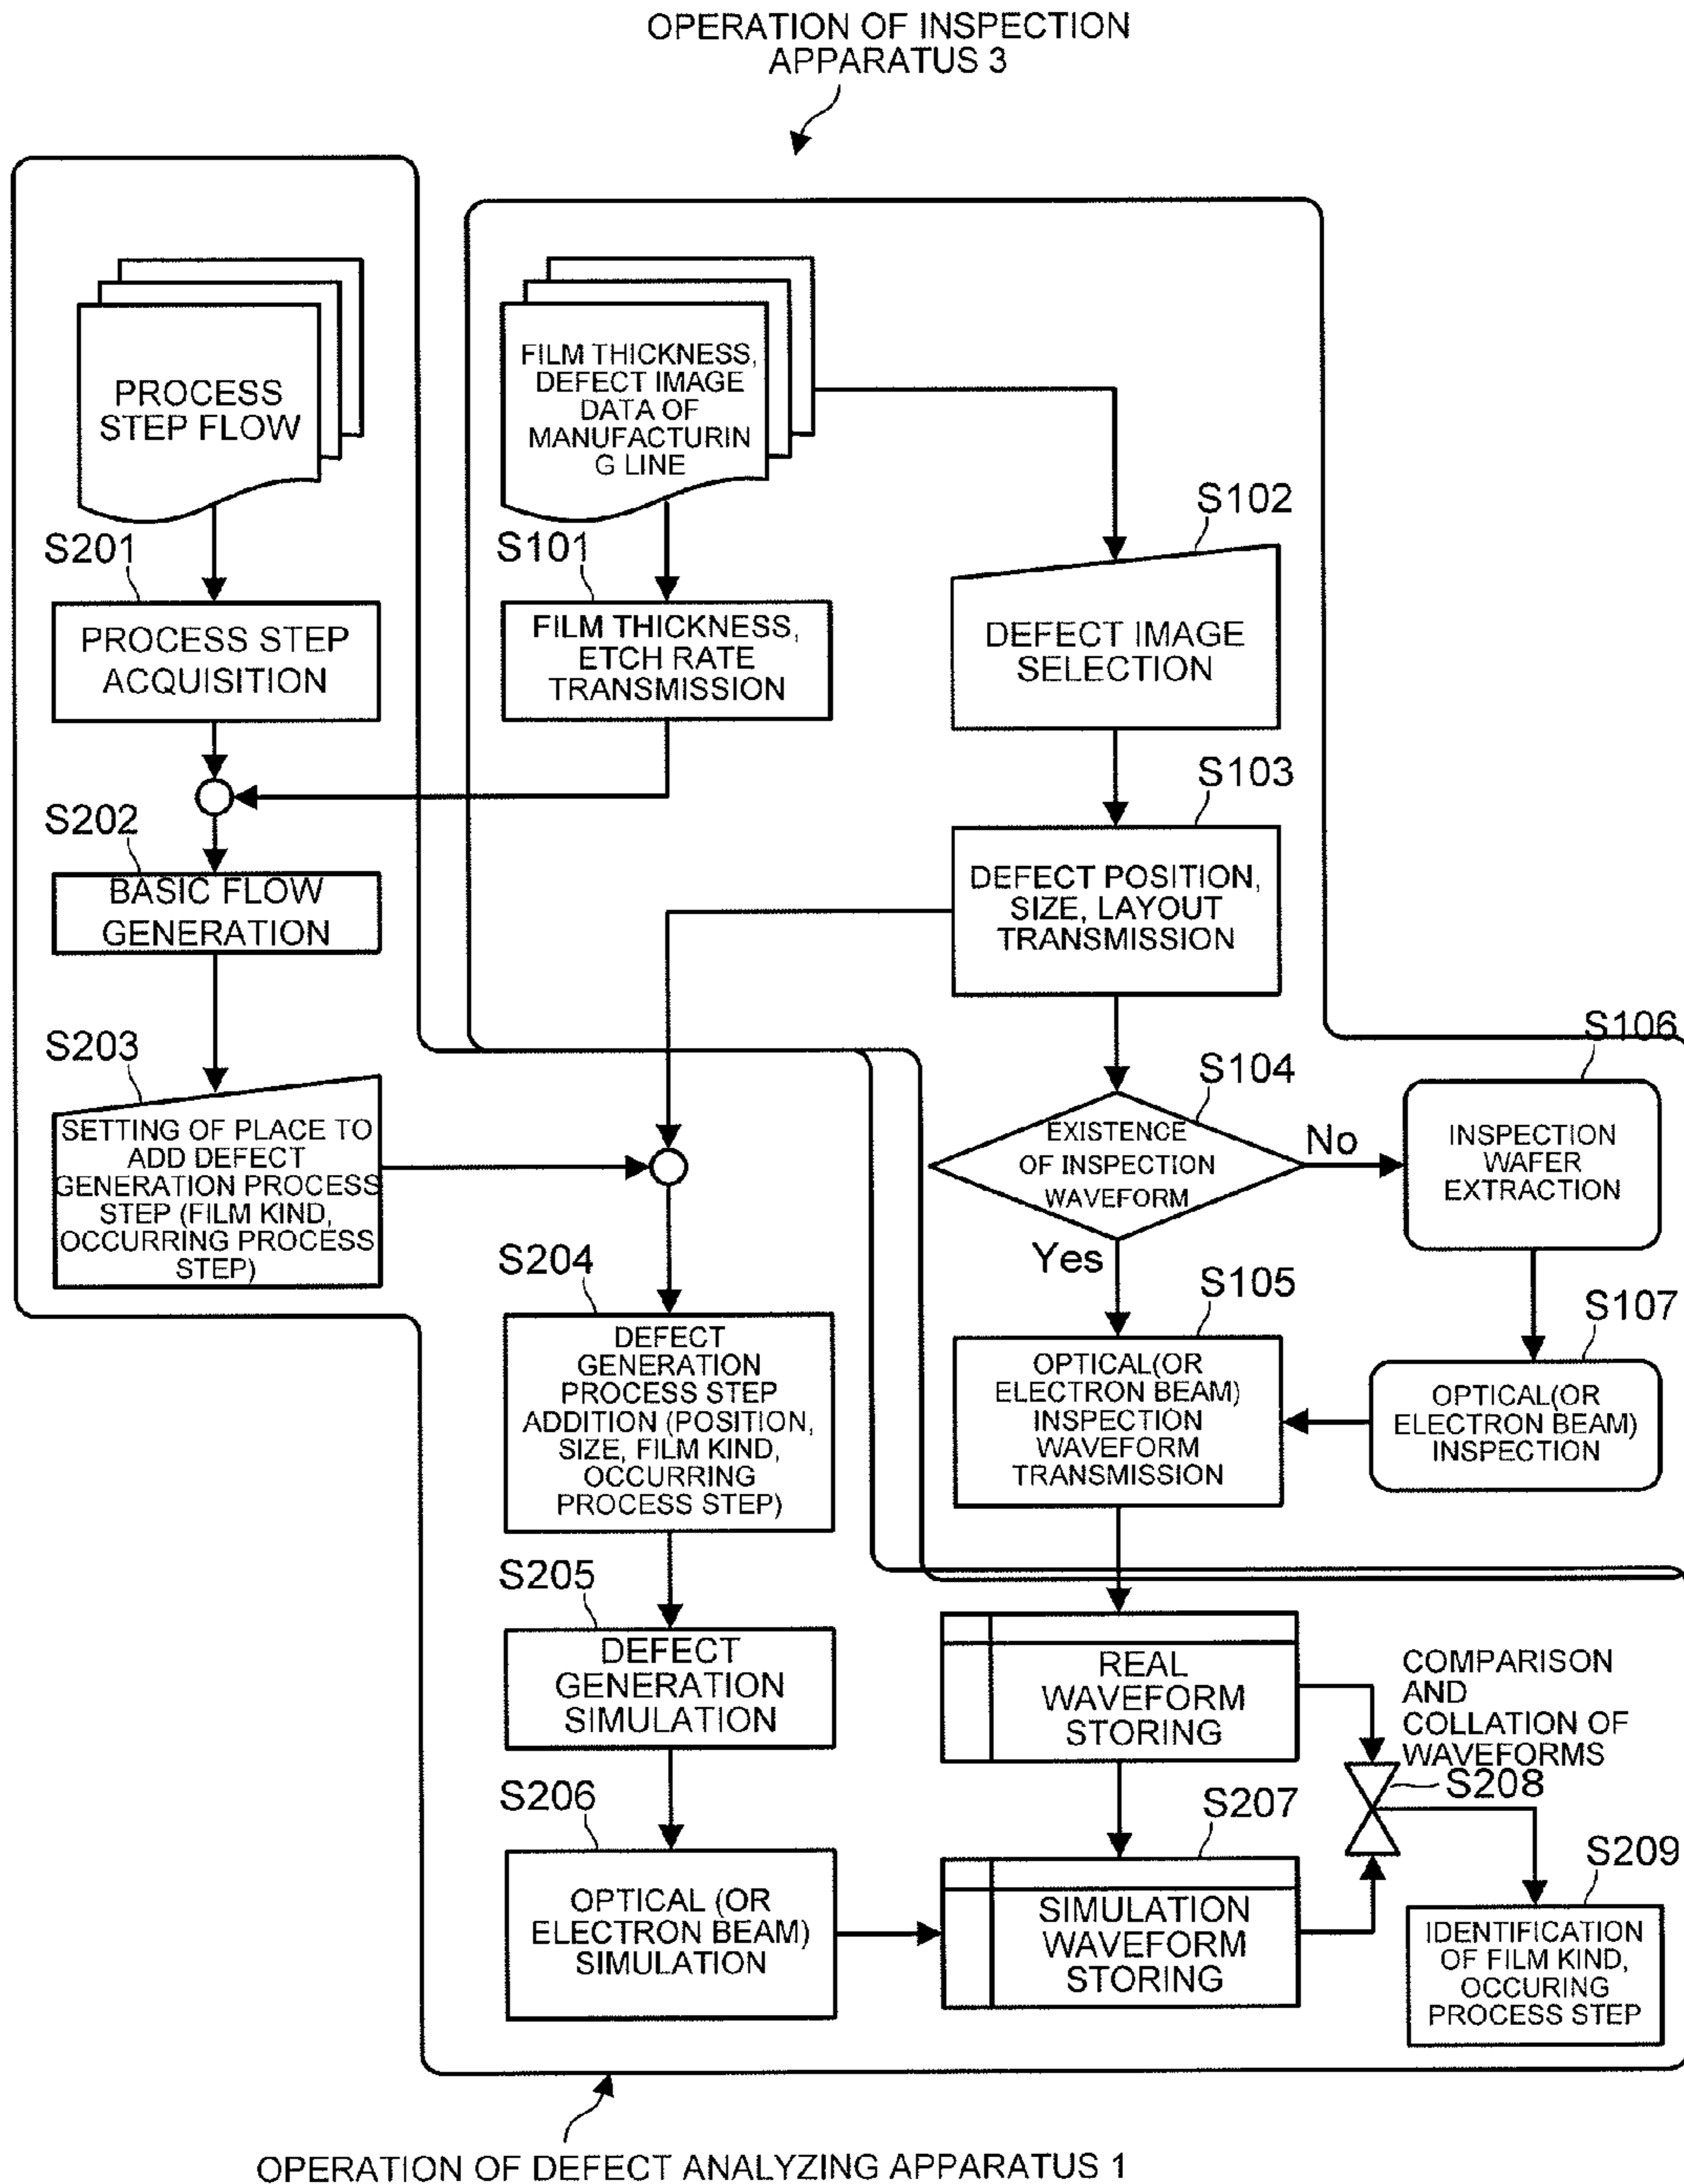 OPERATION OF INSPECTION
APPARATUS 3
PROCESS
STEP FLOW
FILM THICKNESS,
DEFECT IMAGE
DATA OF
MANUFACTURIN
G LINE
S102
S201
S101
PROCESS STEP
ACQUISITION
FILM THICKNESS,
ETCH RATE
TRANSMISSION
DEFECT IMAGE
SELECTION
S103
S202
BASIC FLOW
GENERATION
DEFECT POSITION,
SIZE, LAYOUT
TRANSMISSION
S203
SETTING OF PLACE TO
ADD DEFECT
GENERATION PROCESS
STEP (FILM KIND,
OCCURRING PROCESS
STEP)
S104
EXISTENCE
OF INSPECTION
WAVEFORM
No
Yes
S106
INSPECTION
WAFER
EXTRACTION
S204
DEFECT
GENERATION
PROCESS STEP
ADDITION (POSITION,
SIZE, FILM KIND,
OCCURRING
PROCESS STEP)
S105
OPTICAL(OR
ELECTRON BEAM)
INSPECTION
WAVEFORM
TRANSMISSION
S107
OPTICAL(OR
ELECTRON BEAM)
INSPECTION
S205
DEFECT
GENERATION
SIMULATION
REAL
WAVEFORM
STORING
COMPARISON
AND
COLLATION OF
WAVEFORMS
S208
S206
OPTICAL (OR
ELECTRON BEAM)
SIMULATION
S207
SIMULATION
WAVEFORM
STORING
S209
IDENTIFICATION
OF FILM KIND,
OCCURING
PROCESS STEP
OPERATION OF DEFECT ANALYZING APPARATUS 1